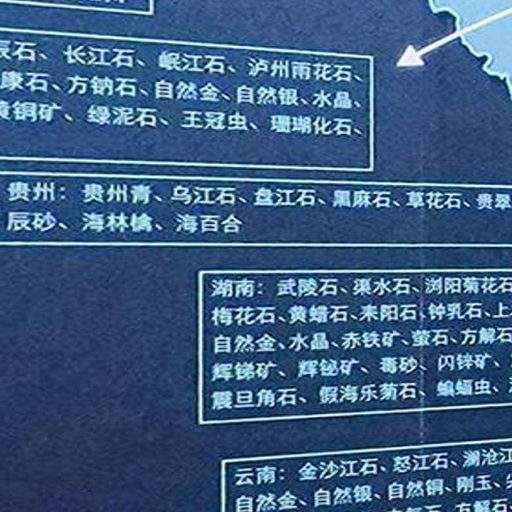 辰石、长江石、岷江石、泸州雨花石、
康石、方钠石、自然金、自然银、水晶、
黄铜矿、绿泥石、王冠虫、珊瑚化石、
贵州：贵州青、乌江石、盘江石、黑麻石、草花石、贵翠
辰砂、海林檎、海百合
湖南：武陵石、渠水石、浏阳菊花石
梅花石、黄蜡石、耒阳石、钟乳石、上
自然金、水晶、赤铁矿、萤石、方解石
辉锑矿、辉铋矿、毒砂、闪锌矿、
震旦角石、假海乐菊石、蝙蝠虫、
云南：金沙江石、怒江石、澜沧江
自然金、自然银、自然铜、刚玉、
方解石